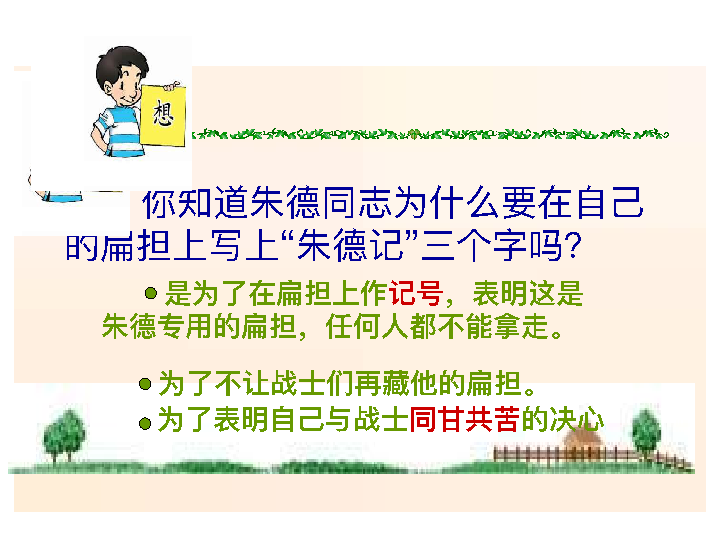 想
你知道朱德同志为什么要在自己
的扁担上写上“朱德记”三个字吗?
是为了在扁担上作记号，表明这是
朱德专用的扁担，任何人都不能拿走。
为了不让战士们再藏他的扁担。
为了表明自己与战士同甘共苦的决心